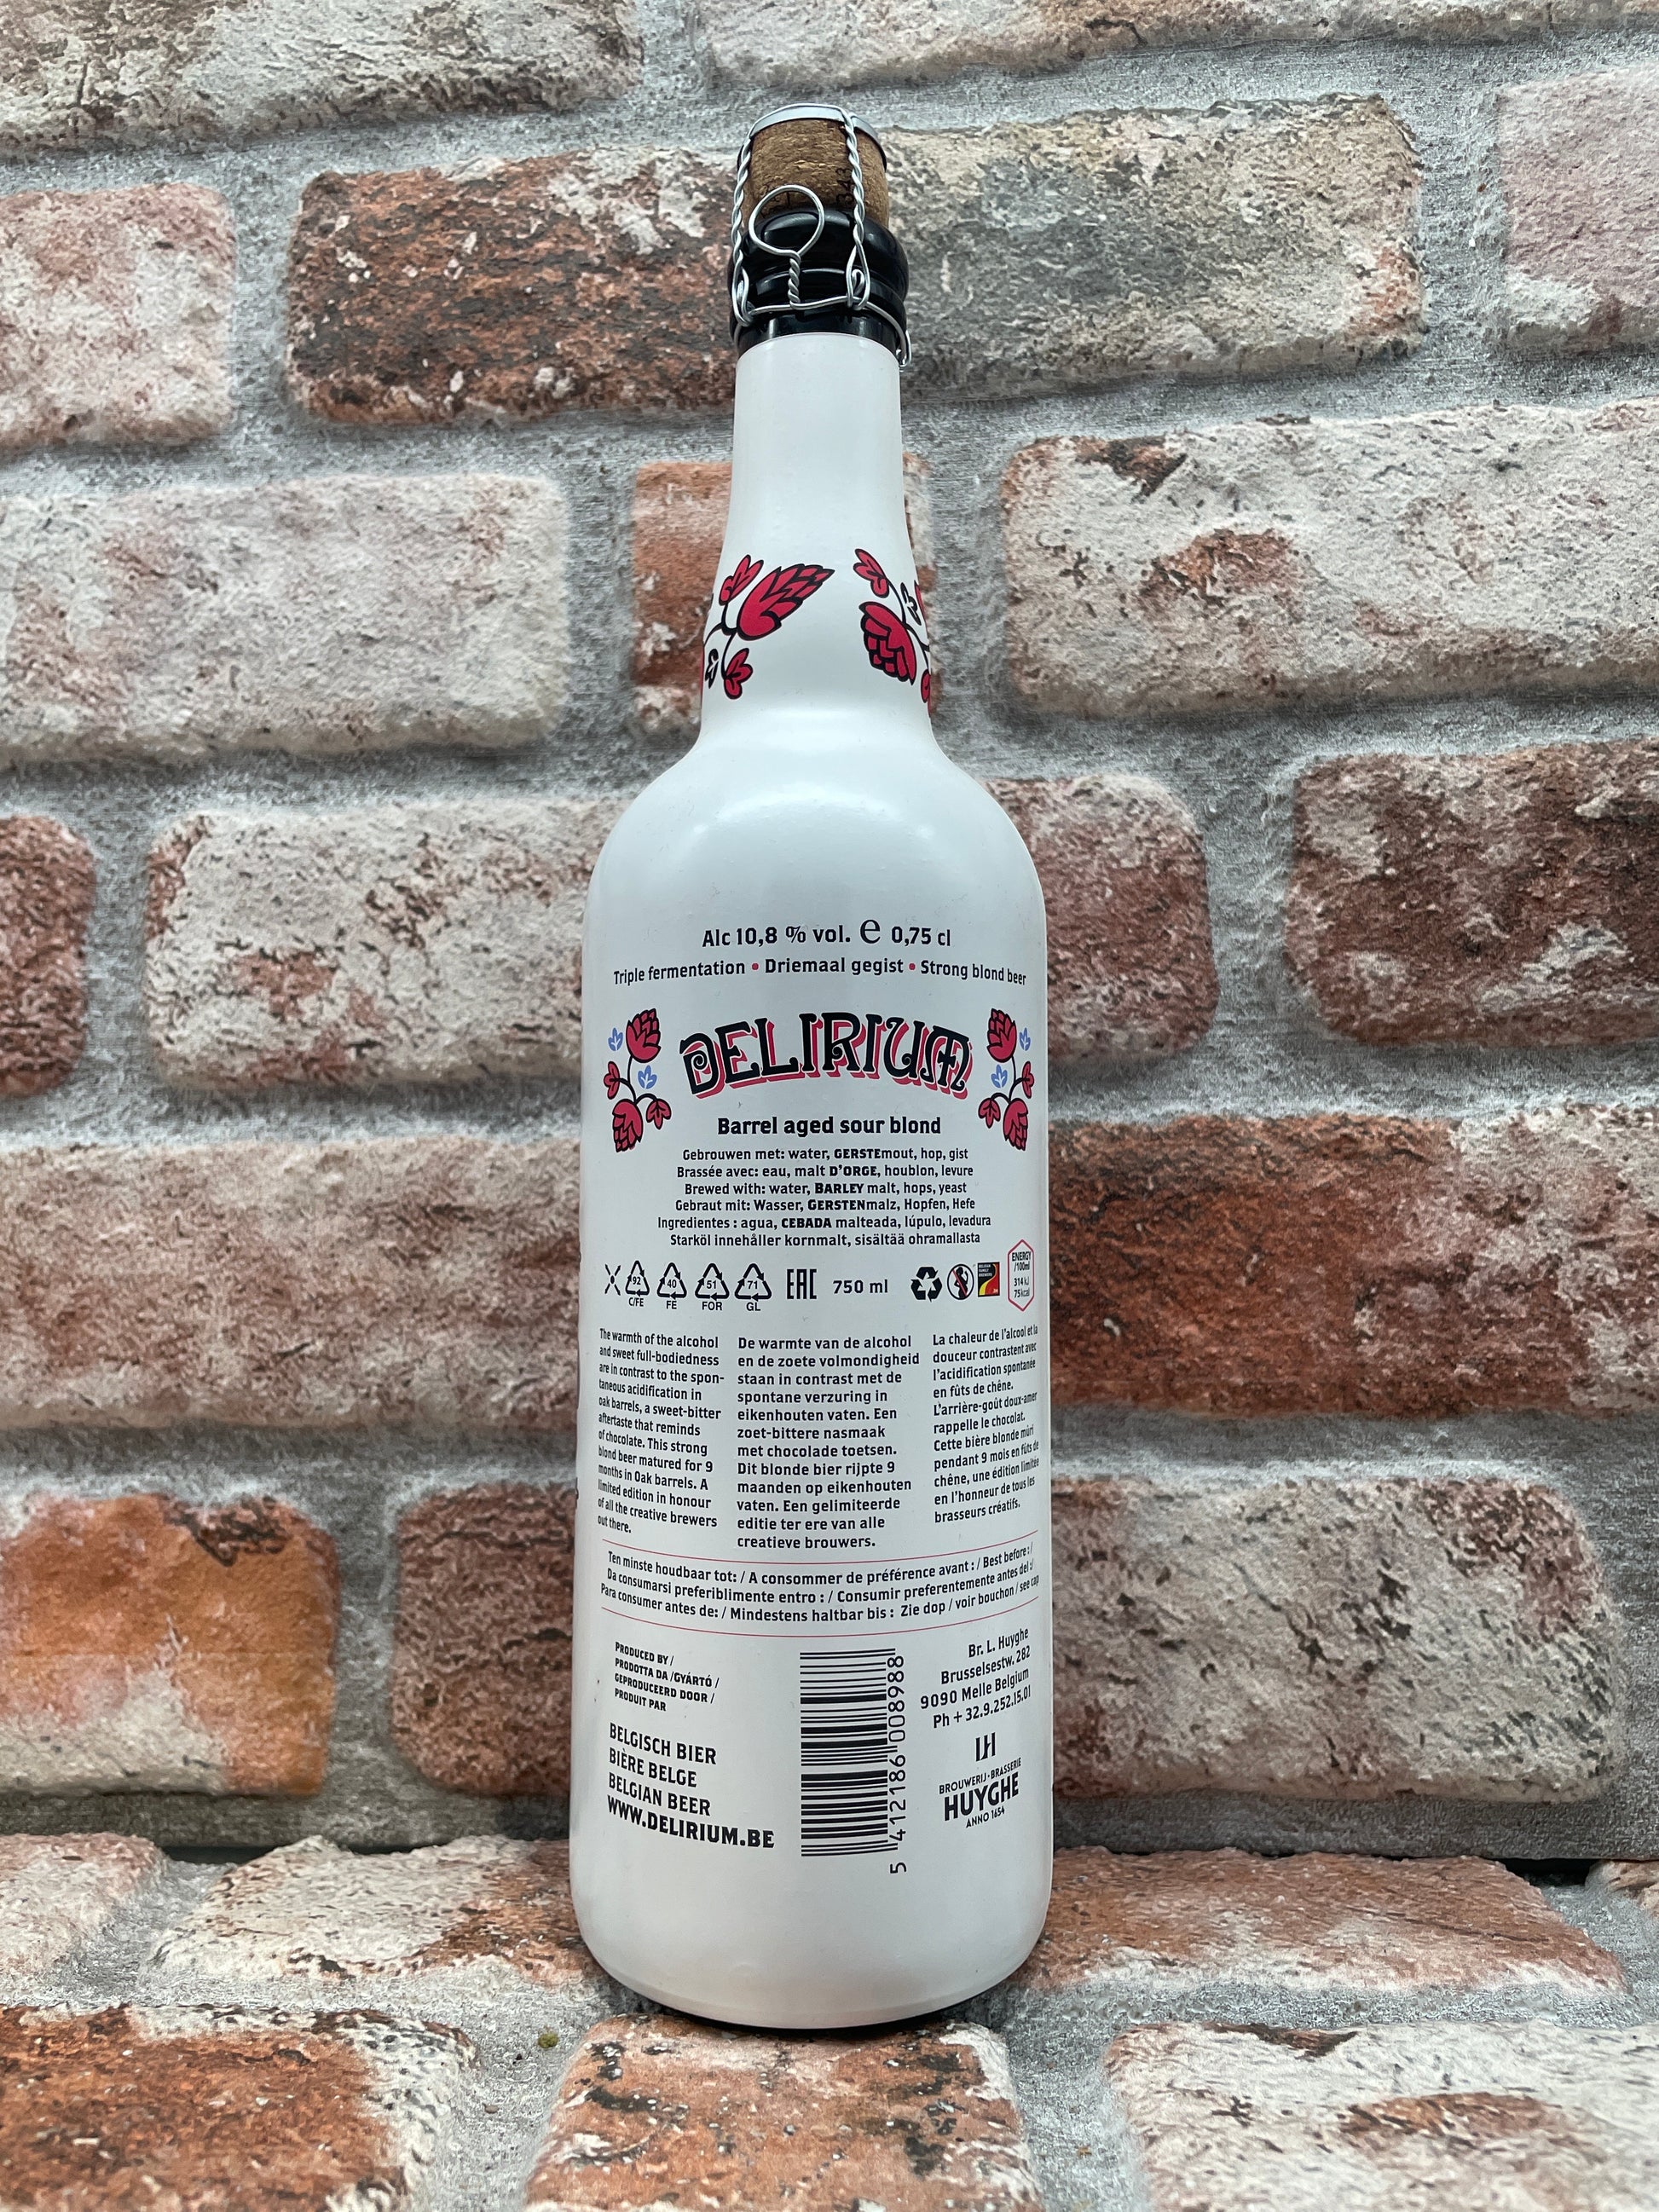 Alc 10,8 % vol. e 0,75 cl
Triple fermentation • Driemaal gegist • Strong blond beer
DELIRIUM
Barrel aged sour blond
Gebrouwen met: water, GERSTEmout, hop, gist
Brassée avec: eau, malt D'ORGE, houblon, levure
Brewed with: water, BARLEY malt, hops, yeast
Gebraut mit: Wasser, GERSTENmalz, Hopfen, Hefe
Ingredientes : agua, CEBADA malteada, lúpulo, levadura
Starköl innehåller kornmalt, sisältää ohramallasta
92
C/FE
40
FE
51
FOR
71
GL
EAC
750 ml
ENERGY
/100ml
314 kJ
75kcal
The warmth of the alcohol
and sweet full-bodiedness
are in contrast to the spon-
taneous acidification in
oak barrels, a sweet-bitter
aftertaste that reminds
of chocolate. This strong
blond beer matured for 9
months in Oak barrels. A
limited edition in honour
of all the creative brewers
out there.
De warmte van de alcohol
en de zoete volmondigheid
staan in contrast met de
spontane verzuring in
eikenhouten vaten. Een
zoet-bittere nasmaak
met chocolade toetsen.
Dit blonde bier rijpte 9
maanden op eikenhouten
vaten. Een gelimiteerde
editie ter ere van alle
creatieve brouwers.
La chaleur de l'alcool et la
douceur contrastent avec
l'acidification spontanée
en fûts de chêne.
L'arrière-goût doux-amer
rappelle le chocolat.
Cette bière blonde mûri
pendant 9 mois en fûts de
chêne, une édition limitée
en l'honneur de tous les
brasseurs créatifs.
Ten minste houdbaar tot: / A consommer de préférence avant : / Best before : /
Da consumarsi preferiblimente entro : / Consumir preferentemente antes del :/
Para consumer antes de: / Mindestens haltbar bis : Zie dop / voir bouchon / see cap
PRODUCED BY /
PRODOTTA DA /GYÁRTÓ /
GEPRODUCEERD DOOR /
PRODUIT PAR
BELGISCH BIER
BIÈRE BELGE
BELGIAN BEER
WWW.DELIRIUM.BE
5 412186 008988
Br. L. Huyghe
Brusselsestw. 282
9090 Melle Belgium
Ph + 32.9.252.15.01
BROUWERIJ · BRASSERIE
HUYGHE
ANNO 1654